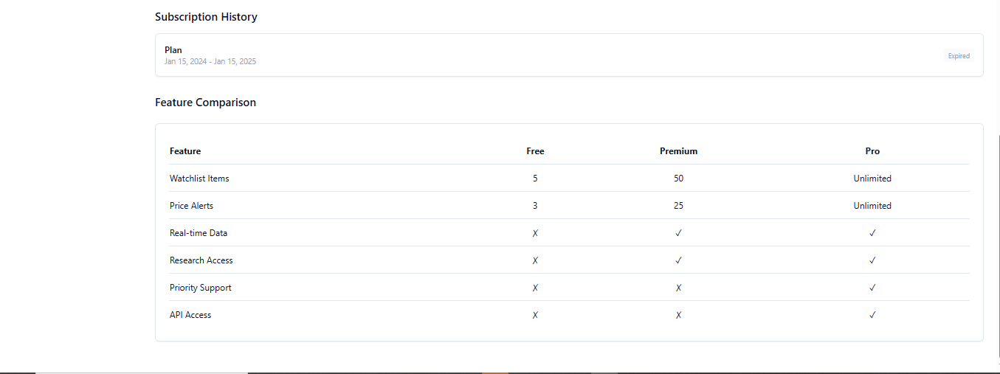 Subscription History
Plan
Jan 15, 2024 - Jan 15, 2025
Expired
Feature Comparison
Feature Free Premium Pro
Watchlist Items 5 50 Unlimited
Price Alerts 3 25 Unlimited
Real-time Data ✗ ✓ ✓
Research Access ✗ ✓ ✓
Priority Support ✗ ✗ ✓
API Access ✗ ✗ ✓